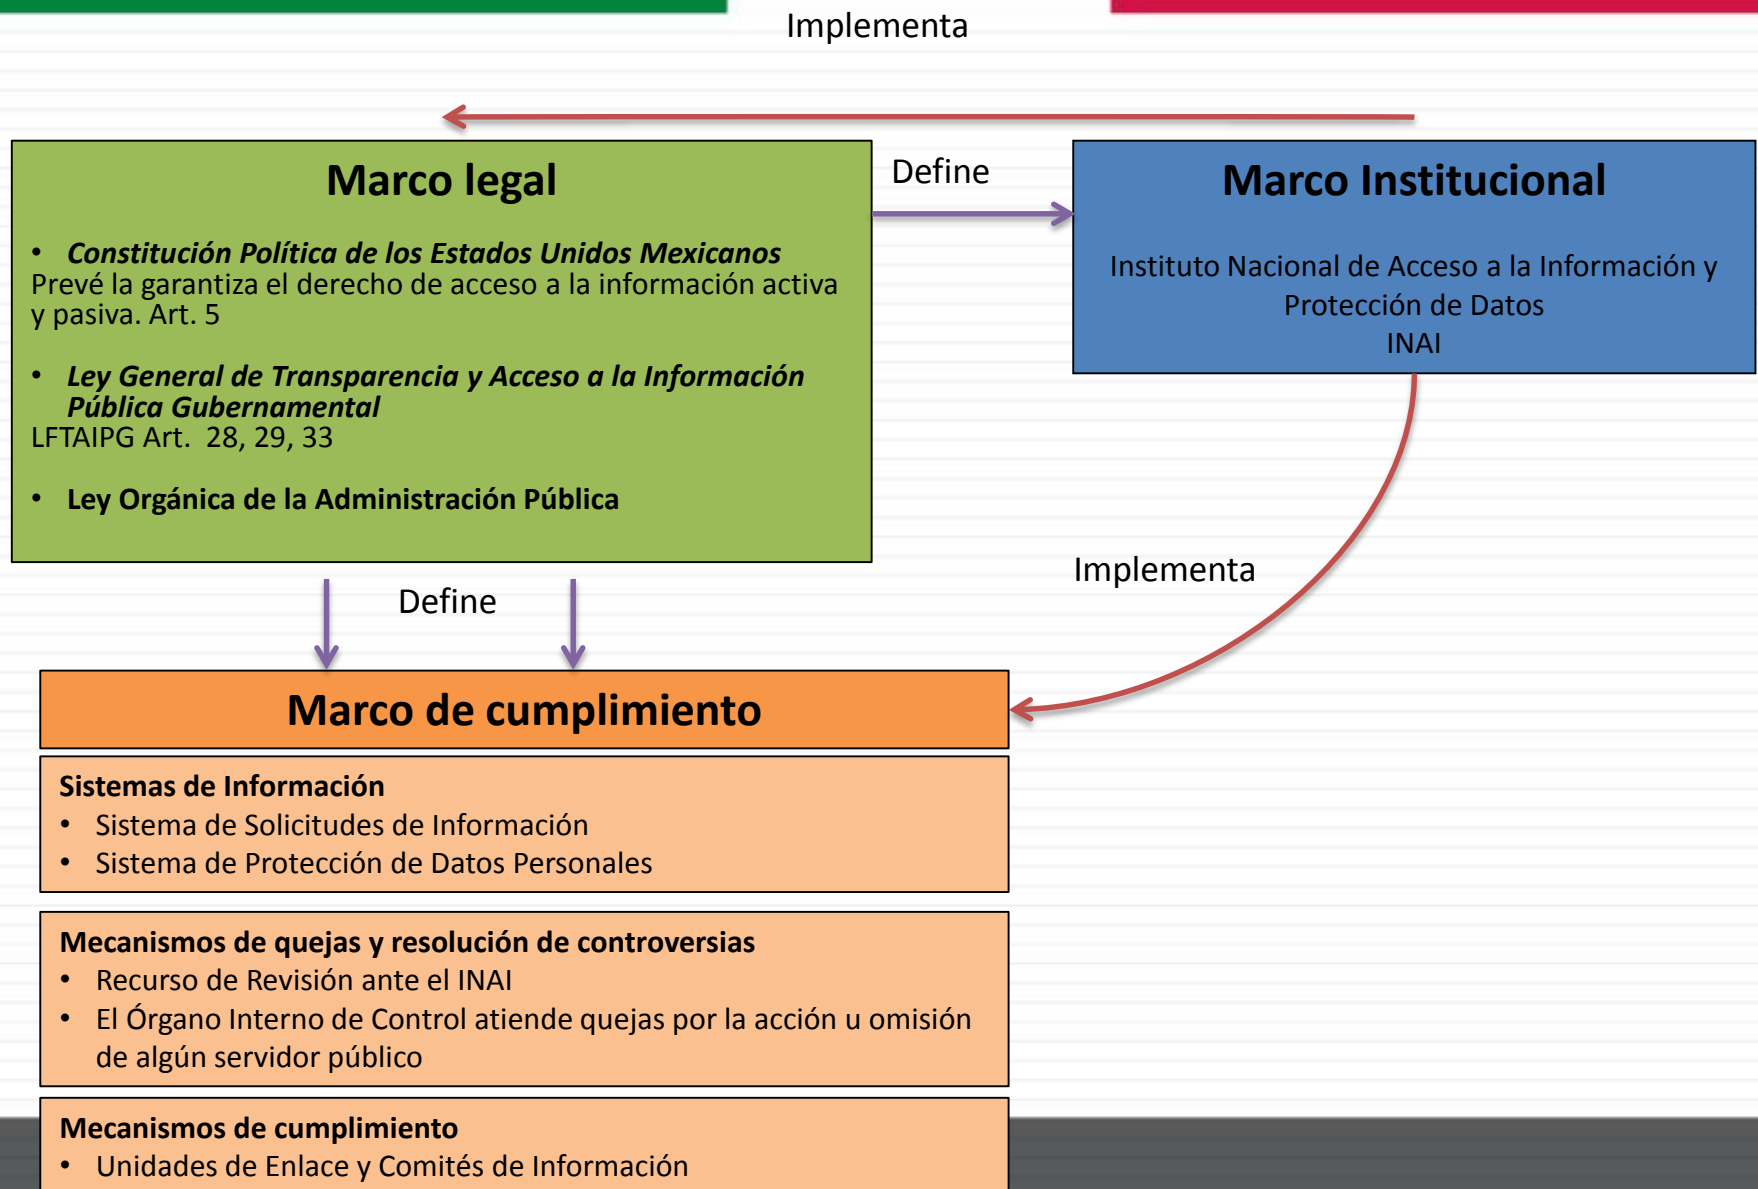 Implementa
Marco legal
• Constitución Política de los Estados Unidos Mexicanos
Prevé la garantiza el derecho de acceso a la información activa
y pasiva. Art. 5
• Ley General de Transparencia y Acceso a la Información
Pública Gubernamental
LFTAIPG Art. 28, 29, 33
• Ley Orgánica de la Administración Pública
Define
Marco Institucional
Instituto Nacional de Acceso a la Información y
Protección de Datos
INAI
Define
Implementa
Marco de cumplimiento
Sistemas de Información
• Sistema de Solicitudes de Información
• Sistema de Protección de Datos Personales
Mecanismos de quejas y resolución de controversias
• Recurso de Revisión ante el INAI
• El Órgano Interno de Control atiende quejas por la acción u omisión
de algún servidor público
Mecanismos de cumplimiento
• Unidades de Enlace y Comités de Información